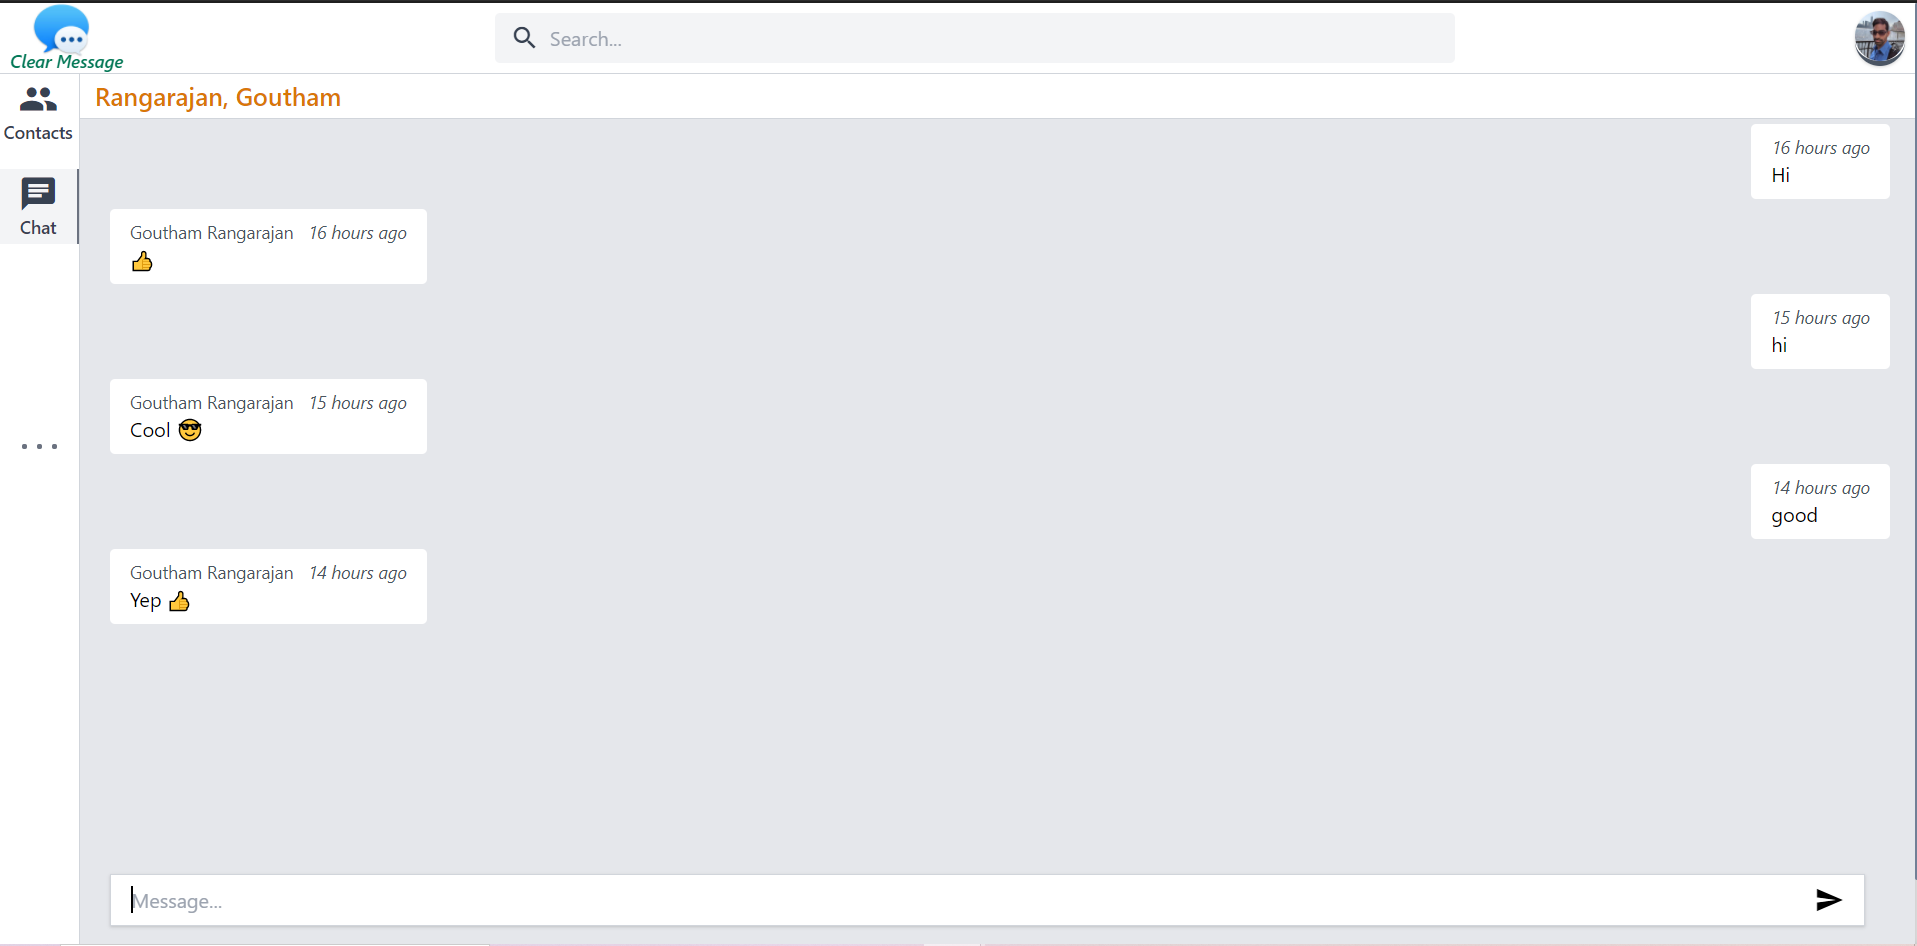 Clear Message
Search...
Contacts
Chat
Rangarajan, Goutham
16 hours ago
Hi
Goutham Rangarajan 16 hours ago
👍
15 hours ago
hi
Goutham Rangarajan 15 hours ago
Cool 😎
14 hours ago
good
Goutham Rangarajan 14 hours ago
Yep 👍
Message...